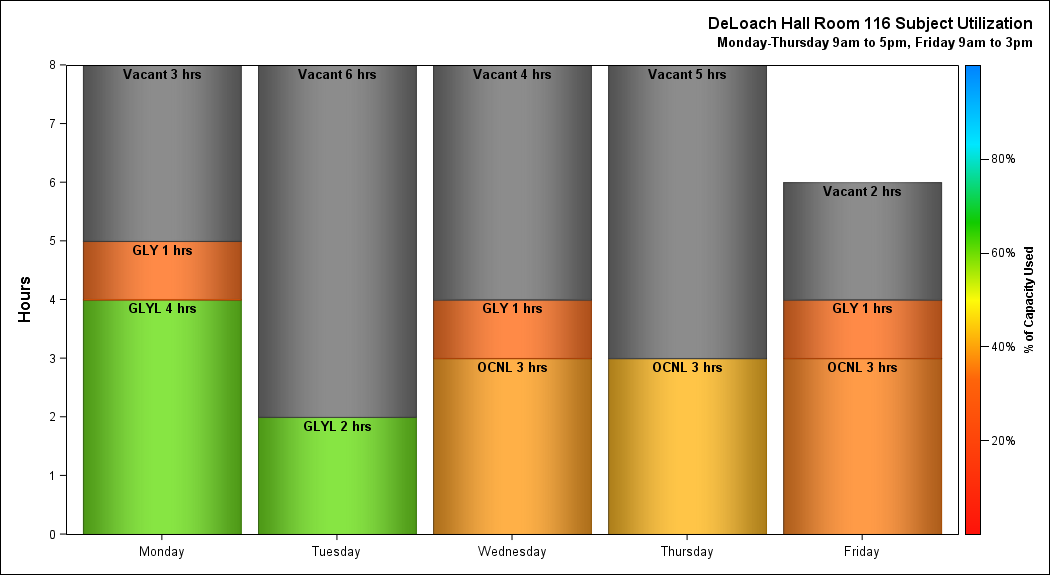 DeLoach Hall Room 116 Subject Utilization
Monday-Thursday 9am to 5pm, Friday 9am to 3pm
Hours
8
7
6
5
4
3
2
1
0
Vacant 3 hrs
GLY 1 hrs
GLYL 4 hrs
Vacant 6 hrs
GLYL 2 hrs
Vacant 4 hrs
GLY 1 hrs
OCNL 3 hrs
Vacant 5 hrs
OCNL 3 hrs
Vacant 2 hrs
GLY 1 hrs
OCNL 3 hrs
Monday Tuesday Wednesday Thursday Friday
80%
60%
40%
20%
% of Capacity Used